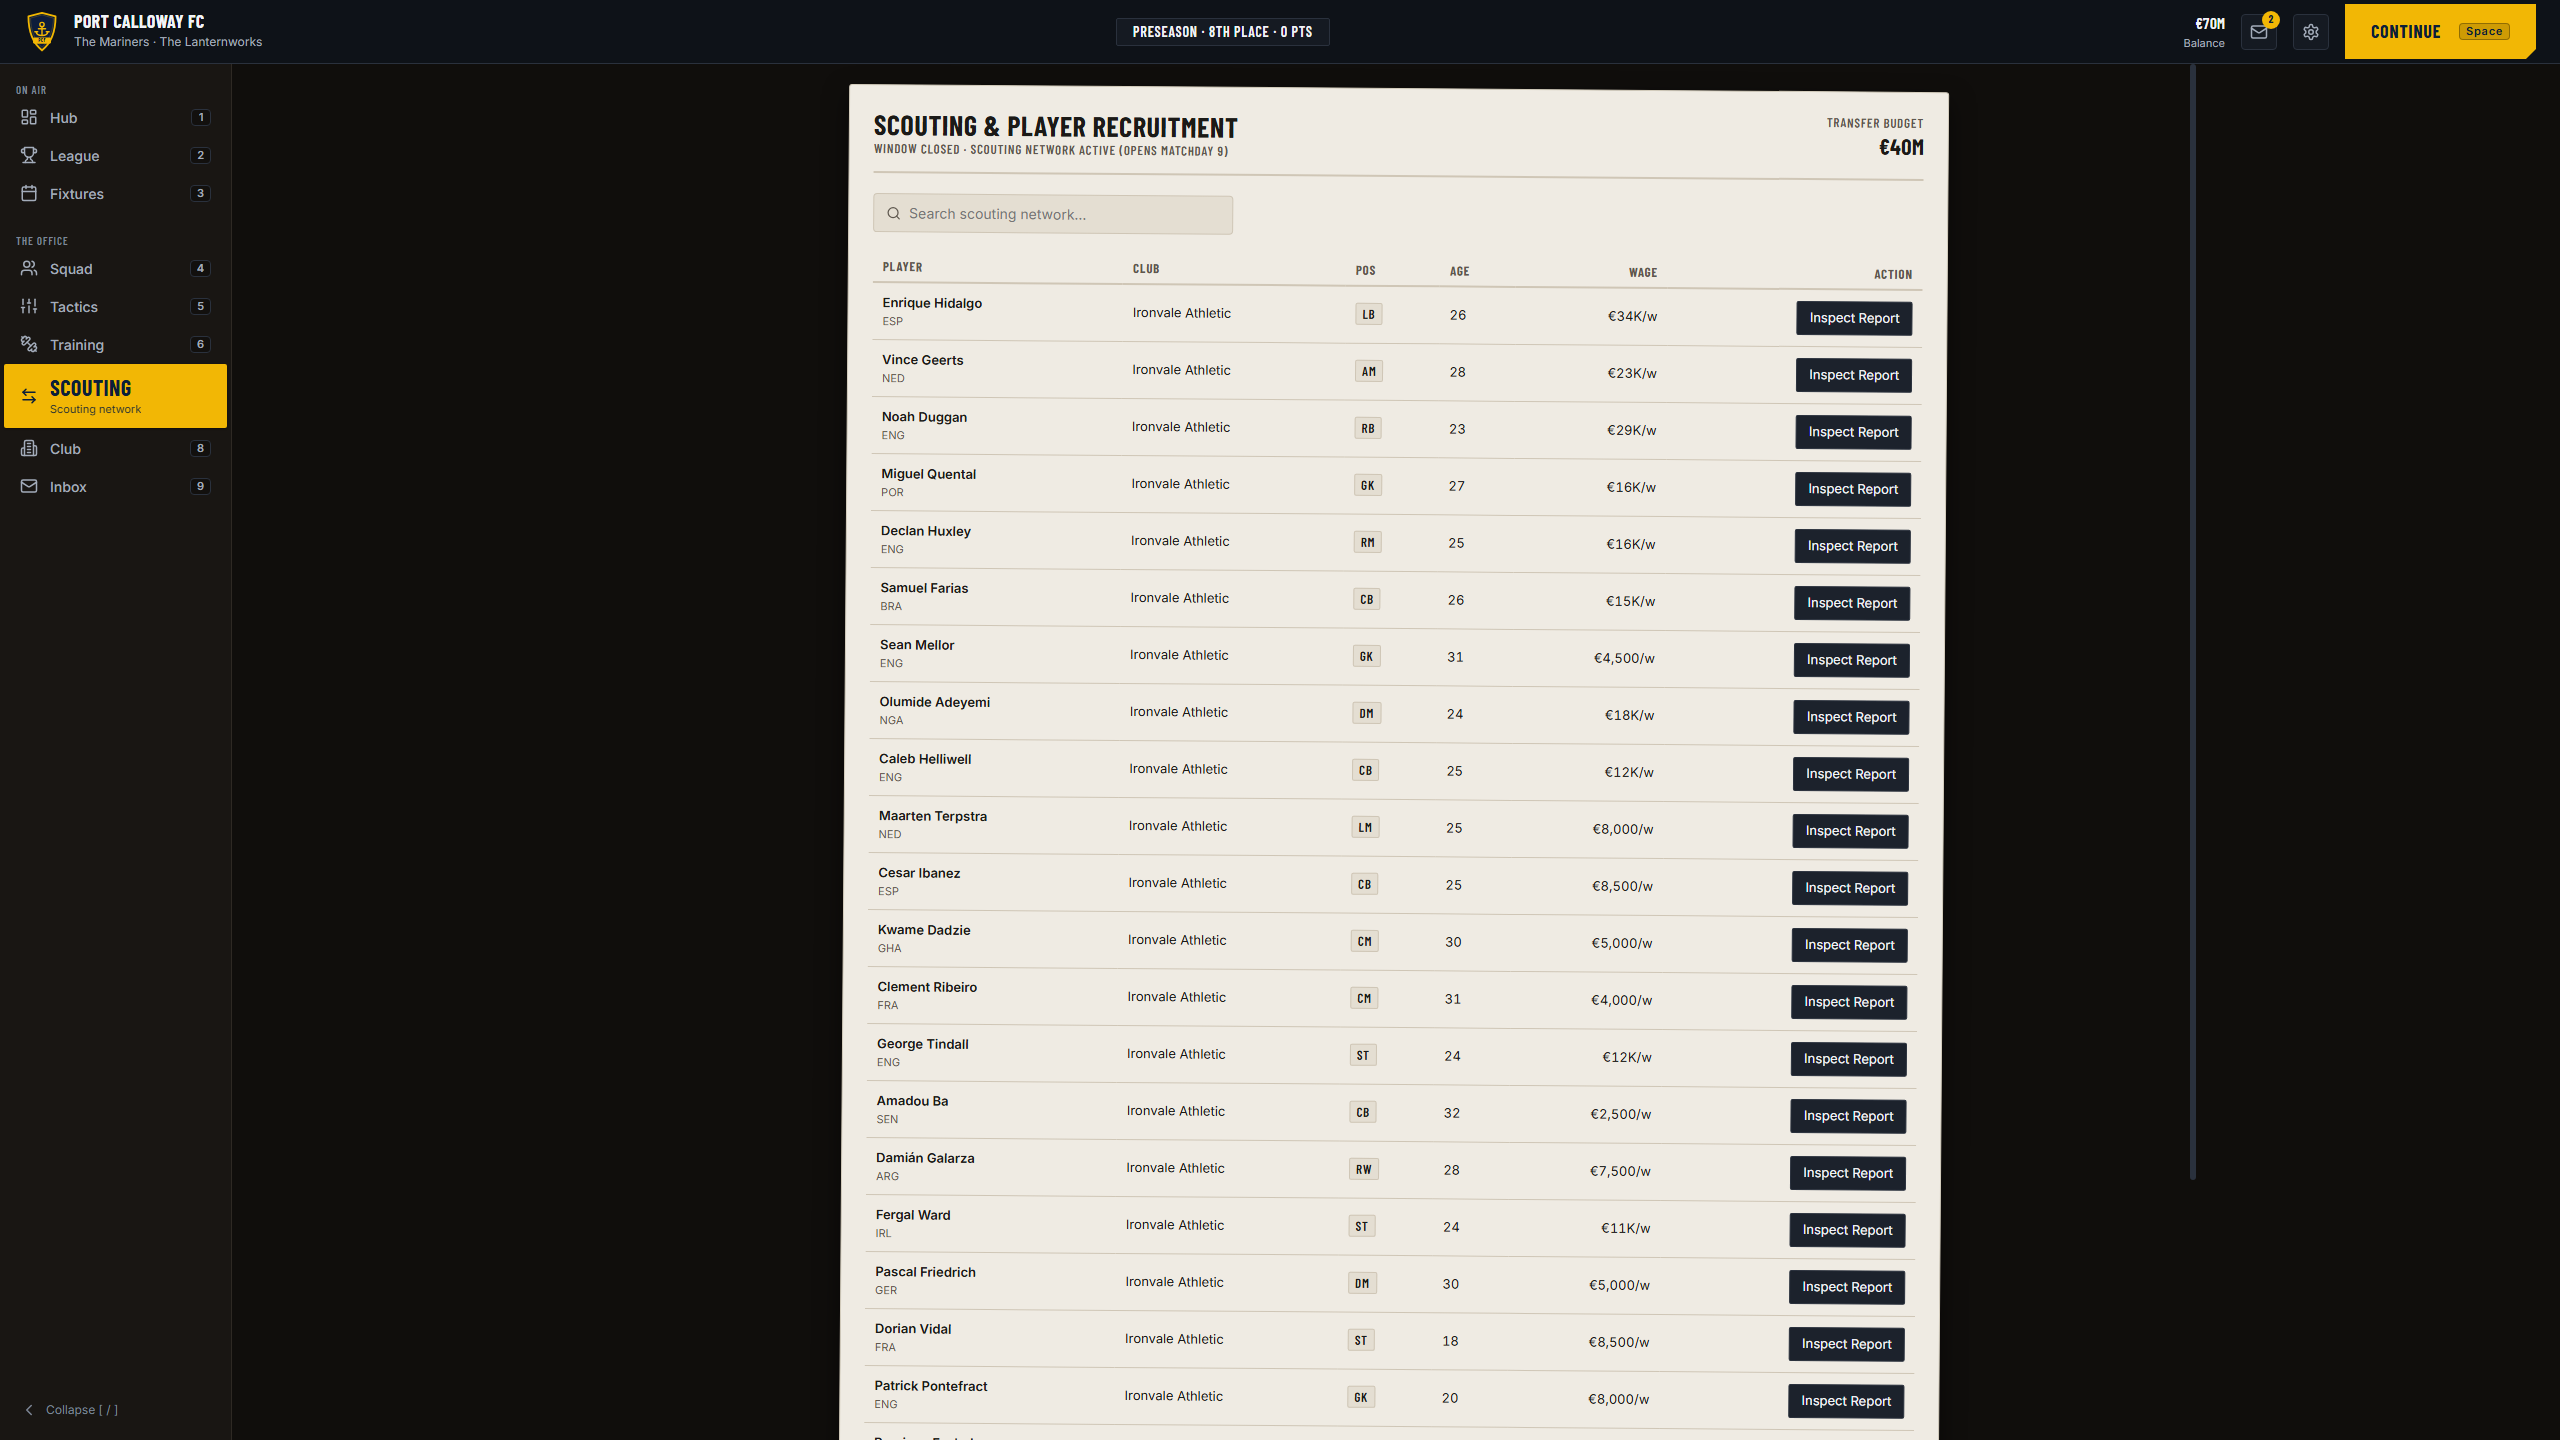 PORT CALLOWAY FC
The Mariners · The Lanternworks
PRESEASON · 8TH PLACE · 0 PTS
€70M
Balance
2
CONTINUE Space
ON AIR
Hub 1
League 2
Fixtures 3
THE OFFICE
Squad 4
Tactics 5
Training 6
SCOUTING
Scouting network
Club 8
Inbox 9
Collapse [ / ]
SCOUTING & PLAYER RECRUITMENT
WINDOW CLOSED · SCOUTING NETWORK ACTIVE (OPENS MATCHDAY 9)
TRANSFER BUDGET
€40M
Search scouting network...
PLAYER CLUB POS AGE WAGE ACTION
Enrique Hidalgo Ironvale Athletic LB 26 €34K/w Inspect Report
ESP
Vince Geerts Ironvale Athletic AM 28 €23K/w Inspect Report
NED
Noah Duggan Ironvale Athletic RB 23 €29K/w Inspect Report
ENG
Miguel Quental Ironvale Athletic GK 27 €16K/w Inspect Report
POR
Declan Huxley Ironvale Athletic RM 25 €16K/w Inspect Report
ENG
Samuel Farias Ironvale Athletic CB 26 €15K/w Inspect Report
BRA
Sean Mellor Ironvale Athletic GK 31 €4,500/w Inspect Report
ENG
Olumide Adeyemi Ironvale Athletic DM 24 €18K/w Inspect Report
NGA
Caleb Helliwell Ironvale Athletic CB 25 €12K/w Inspect Report
ENG
Maarten Terpstra Ironvale Athletic LM 25 €8,000/w Inspect Report
NED
Cesar Ibanez Ironvale Athletic CB 25 €8,500/w Inspect Report
ESP
Kwame Dadzie Ironvale Athletic CM 30 €5,000/w Inspect Report
GHA
Clement Ribeiro Ironvale Athletic CM 31 €4,000/w Inspect Report
FRA
George Tindall Ironvale Athletic ST 24 €12K/w Inspect Report
ENG
Amadou Ba Ironvale Athletic CB 32 €2,500/w Inspect Report
SEN
Damián Galarza Ironvale Athletic RW 28 €7,500/w Inspect Report
ARG
Fergal Ward Ironvale Athletic ST 24 €11K/w Inspect Report
IRL
Pascal Friedrich Ironvale Athletic DM 30 €5,000/w Inspect Report
GER
Dorian Vidal Ironvale Athletic ST 18 €8,500/w Inspect Report
FRA
Patrick Pontefract Ironvale Athletic GK 20 €8,000/w Inspect Report
ENG